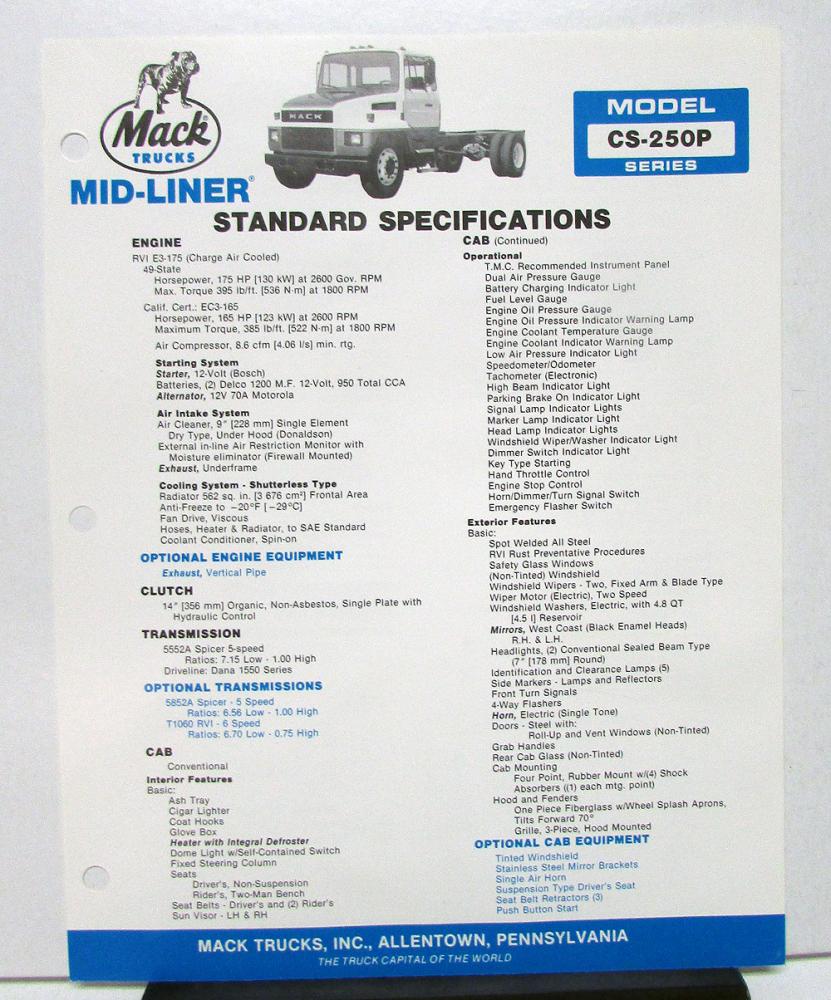 Mack
TRUCKS
MID-LINER®
MACK
MODEL
CS-250P
SERIES
STANDARD SPECIFICATIONS
ENGINE
RVI E3-175 (Charge Air Cooled)
49-State
Horsepower, 175 HP [130 kW] at 2600 Gov. RPM
Max. Torque 395 lb/ft. [536 N·m] at 1800 RPM
Calif. Cert.: EC3-165
Horsepower, 165 HP [123 kW] at 2600 RPM
Maximum Torque, 385 lb/ft. [522 N·m] at 1800 RPM
Air Compressor, 8.6 cfm [4.06 l/s] min. rtg.
Starting System
Starter, 12-Volt (Bosch)
Batteries, (2) Delco 1200 M.F. 12-Volt, 950 Total CCA
Alternator, 12V 70A Motorola
Air Intake System
Air Cleaner, 9" [228 mm] Single Element
Dry Type, Under Hood (Donaldson)
External in-line Air Restriction Monitor with
Moisture eliminator (Firewall Mounted)
Exhaust, Underframe
Cooling System - Shutterless Type
Radiator 562 sq. in. [3 676 cm²] Frontal Area
Anti-Freeze to −20°F [−29°C]
Fan Drive, Viscous
Hoses, Heater & Radiator, to SAE Standard
Coolant Conditioner, Spin-on
OPTIONAL ENGINE EQUIPMENT
Exhaust, Vertical Pipe
CLUTCH
14" [356 mm] Organic, Non-Asbestos, Single Plate with
Hydraulic Control
TRANSMISSION
5552A Spicer 5-speed
Ratios: 7.15 Low - 1.00 High
Driveline: Dana 1550 Series
OPTIONAL TRANSMISSIONS
5852A Spicer - 5 Speed
Ratios: 6.56 Low - 1.00 High
T1060 RVI - 6 Speed
Ratios: 6.70 Low - 0.75 High
CAB
Conventional
Interior Features
Basic:
Ash Tray
Cigar Lighter
Coat Hooks
Glove Box
Heater with Integral Defroster
Dome Light w/Self-Contained Switch
Fixed Steering Column
Seats
Driver's, Non-Suspension
Rider's, Two-Man Bench
Seat Belts - Driver's and (2) Rider's
Sun Visor - LH & RH
CAB (Continued)
Operational
T.M.C. Recommended Instrument Panel
Dual Air Pressure Gauge
Battery Charging Indicator Light
Fuel Level Gauge
Engine Oil Pressure Gauge
Engine Oil Pressure Indicator Warning Lamp
Engine Coolant Temperature Gauge
Engine Coolant Indicator Warning Lamp
Low Air Pressure Indicator Light
Speedometer/Odometer
Tachometer (Electronic)
High Beam Indicator Light
Parking Brake On Indicator Light
Signal Lamp Indicator Lights
Marker Lamp Indicator Light
Head Lamp Indicator Lights
Windshield Wiper/Washer Indicator Light
Dimmer Switch Indicator Light
Key Type Starting
Hand Throttle Control
Engine Stop Control
Horn/Dimmer/Turn Signal Switch
Emergency Flasher Switch
Exterior Features
Basic:
Spot Welded All Steel
RVI Rust Preventative Procedures
Safety Glass Windows
(Non-Tinted) Windshield
Windshield Wipers - Two, Fixed Arm & Blade Type
Wiper Motor (Electric), Two Speed
Windshield Washers, Electric, with 4.8 QT
[4.5 l] Reservoir
Mirrors, West Coast (Black Enamel Heads)
R.H. & L.H.
Headlights, (2) Conventional Sealed Beam Type
(7" [178 mm] Round)
Identification and Clearance Lamps (5)
Side Markers - Lamps and Reflectors
Front Turn Signals
4-Way Flashers
Horn, Electric (Single Tone)
Doors - Steel with:
Roll-Up and Vent Windows (Non-Tinted)
Grab Handles
Rear Cab Glass (Non-Tinted)
Cab Mounting
Four Point, Rubber Mount w/(4) Shock
Absorbers ((1) each mtg. point)
Hood and Fenders
One Piece Fiberglass w/Wheel Splash Aprons,
Tilts Forward 70°
Grille, 3-Piece, Hood Mounted
OPTIONAL CAB EQUIPMENT
Tinted Windshield
Stainless Steel Mirror Brackets
Single Air Horn
Suspension Type Driver's Seat
Seat Belt Retractors (3)
Push Button Start
MACK TRUCKS, INC., ALLENTOWN, PENNSYLVANIA
THE TRUCK CAPITAL OF THE WORLD